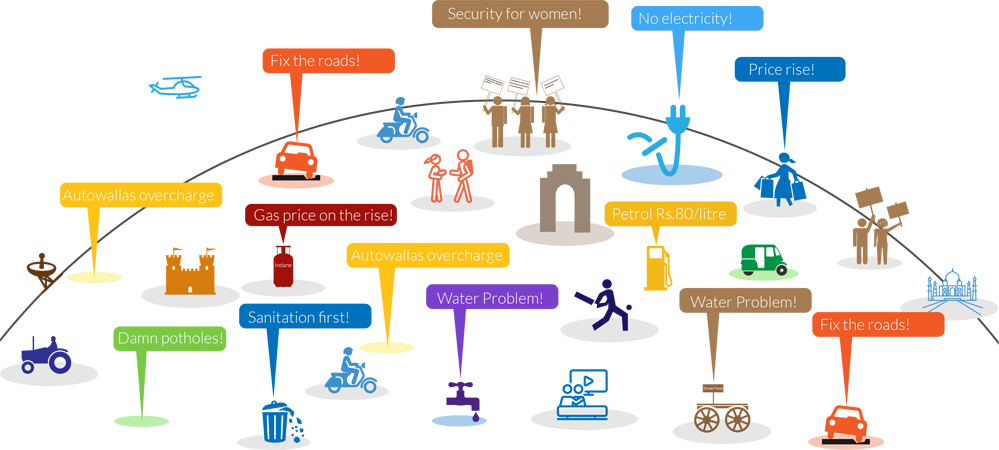 Security for women!
No electricity!
Fix the roads!
Price rise!
Autowallas overcharge
Gas price on the rise!
Petrol Rs.80/litre
Autowallas overcharge
Indane
Water Problem!
Water Problem!
Sanitation first!
Fix the roads!
Damn potholes!